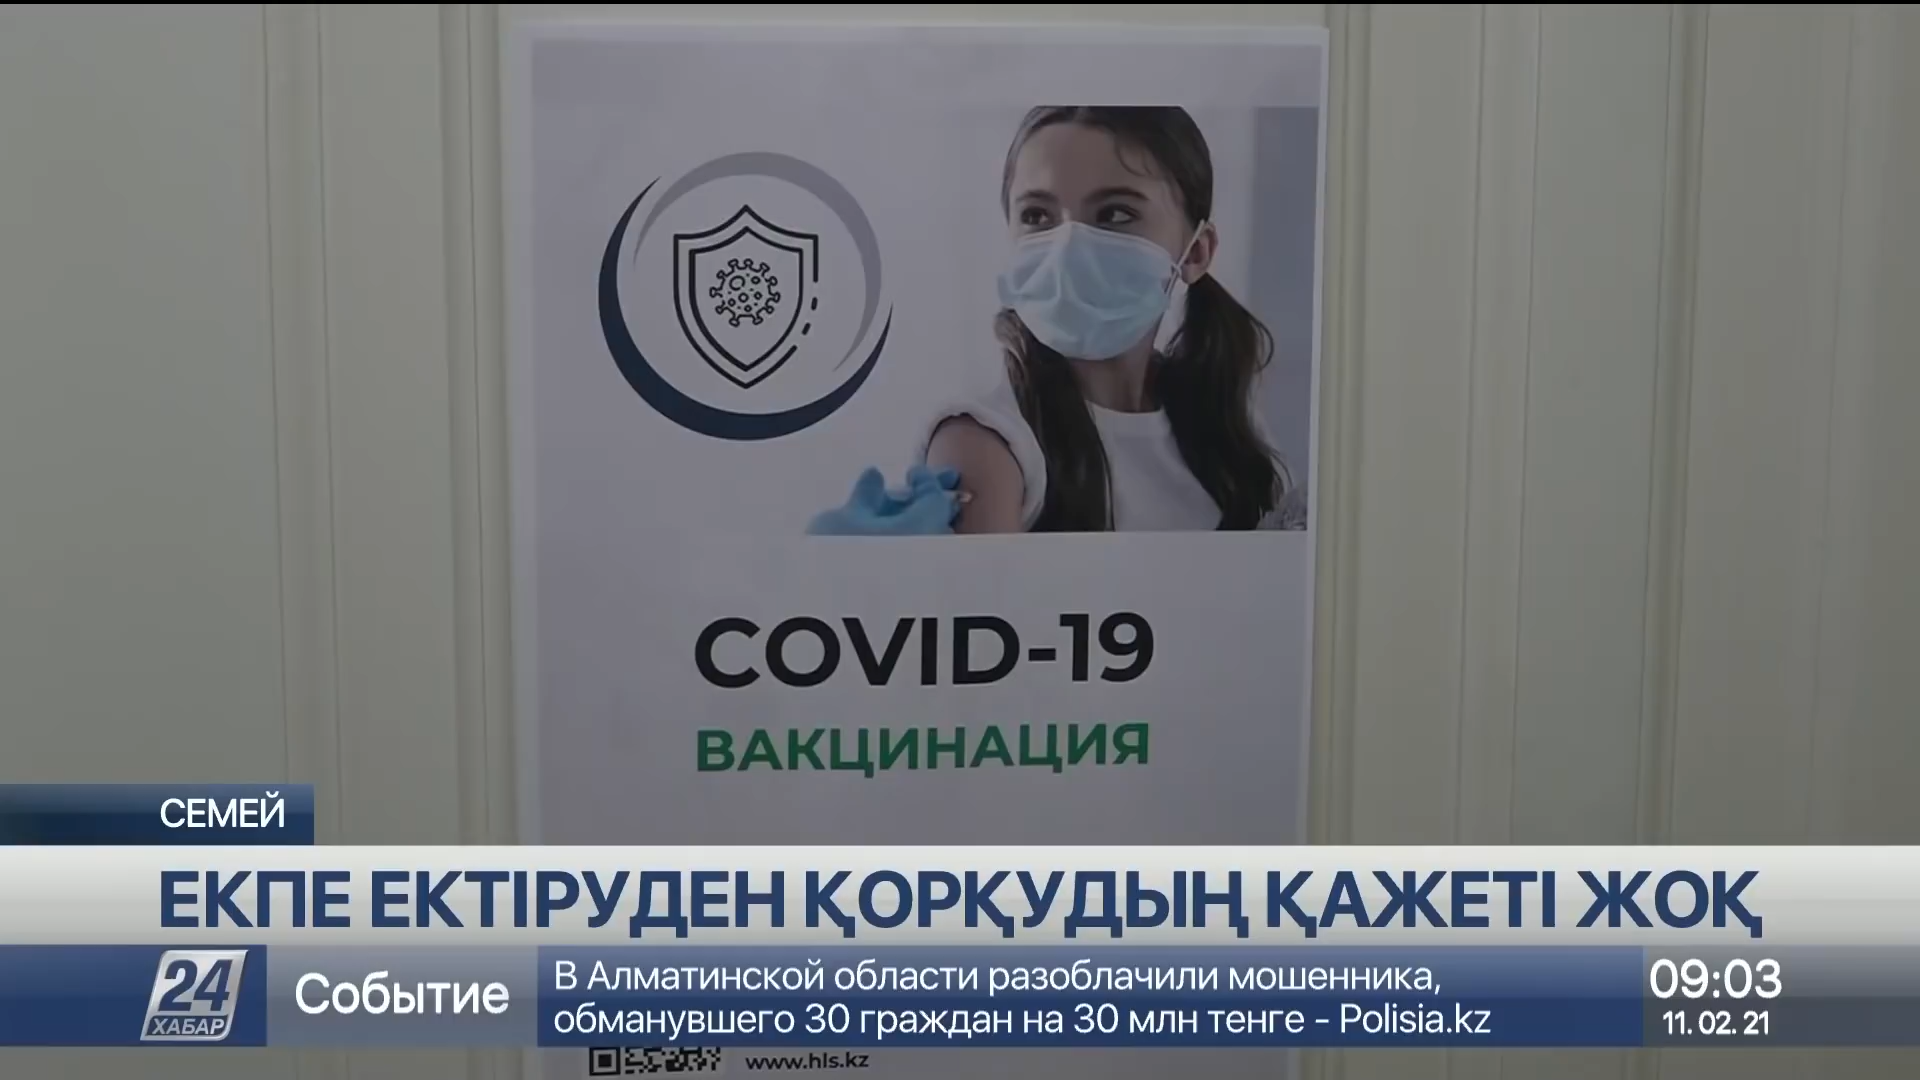 COVID-19
ВАКЦИНАЦИЯ
СЕМЕЙ
ЕКПЕ ЕКТІРУДЕН ҚОРҚУДЫҢ ҚАЖЕТІ ЖОҚ
24
ХАБАР
Событие
В Алматинской области разоблачили мошенника,
обманувшего 30 граждан на 30 млн тенге - Polisia.kz
09:03
11. 02. 21
www.hls.kz